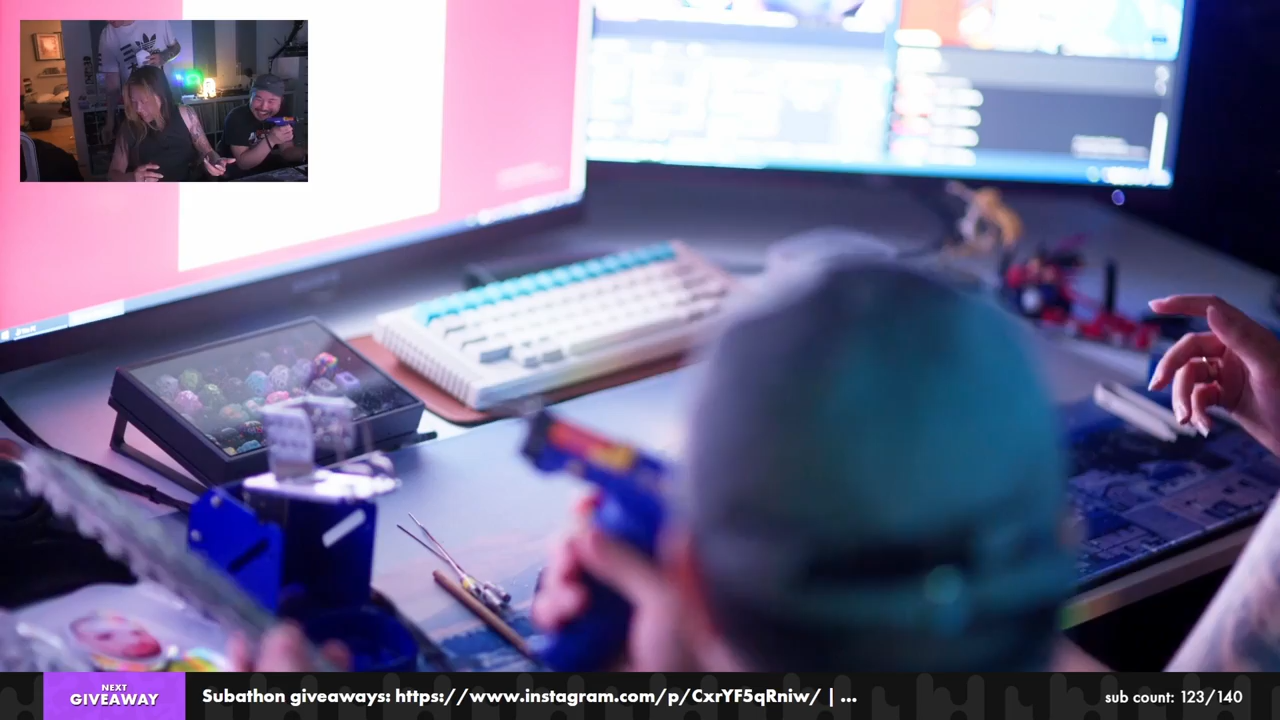 NEXT
GIVEAWAY
Subathon giveaways: https://www.instagram.com/p/CxrYF5qRniw/ | ...
sub count: 123/140